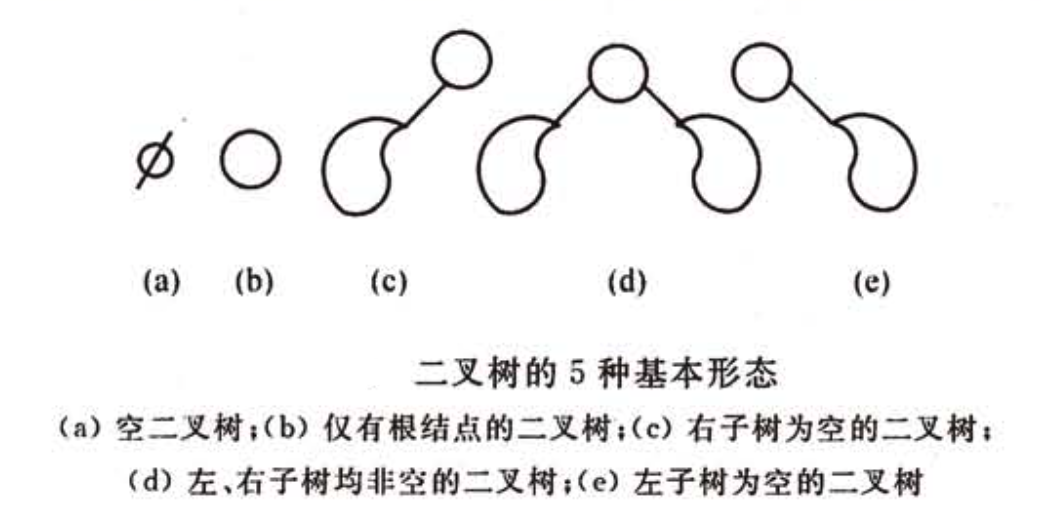 (a) (b) (c) (d) (e)
二叉树的 5 种基本形态
(a) 空二叉树;(b) 仅有根结点的二叉树;(c) 右子树为空的二叉树;
(d) 左、右子树均非空的二叉树;(e) 左子树为空的二叉树